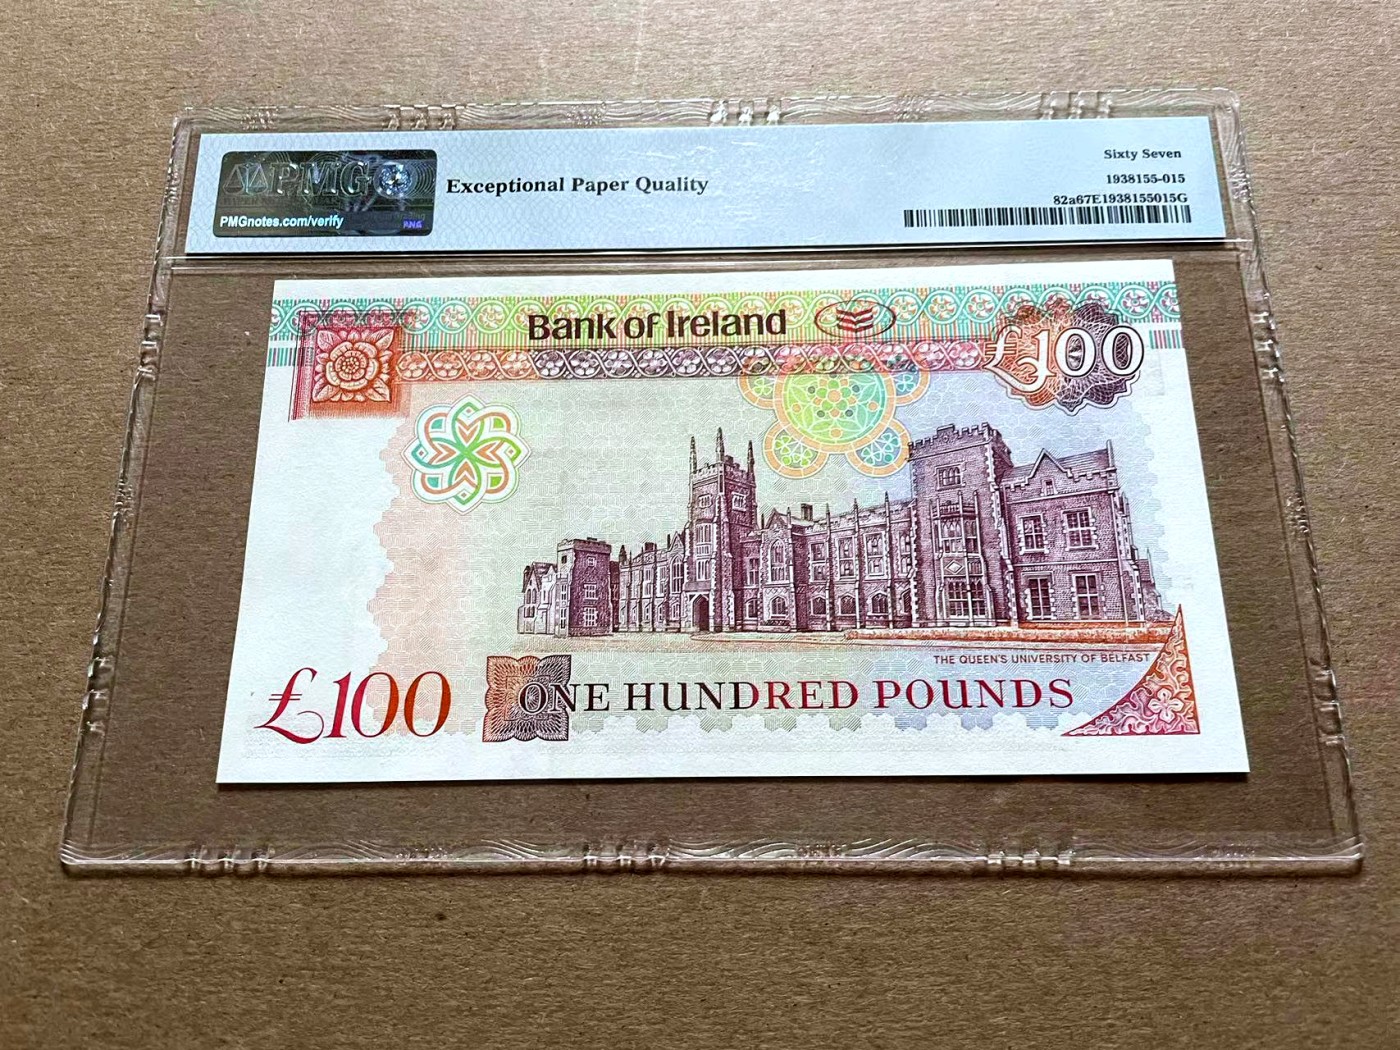 PMG
PMGnotes.com/verify
Exceptional Paper Quality
Sixty Seven
1938155-015
82a67E1938155015G
Bank of Ireland
£100
THE QUEEN'S UNIVERSITY OF BELFAST
£100
ONE HUNDRED POUNDS